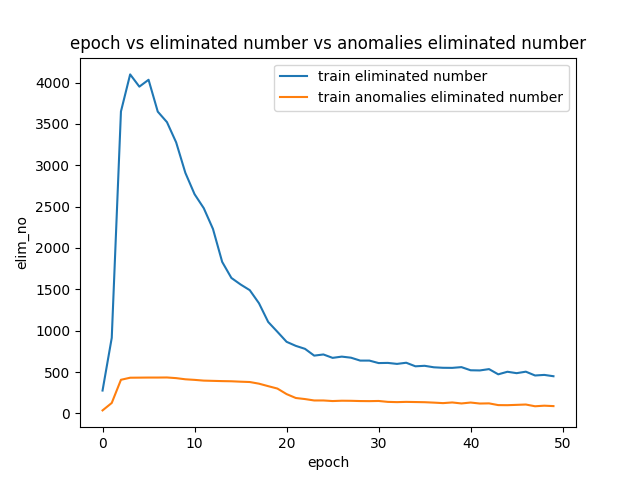 epoch vs eliminated number vs anomalies eliminated number
train eliminated number
train anomalies eliminated number
elim_no
4000
3500
3000
2500
2000
1500
1000
500
0
0 10 20 30 40 50
epoch